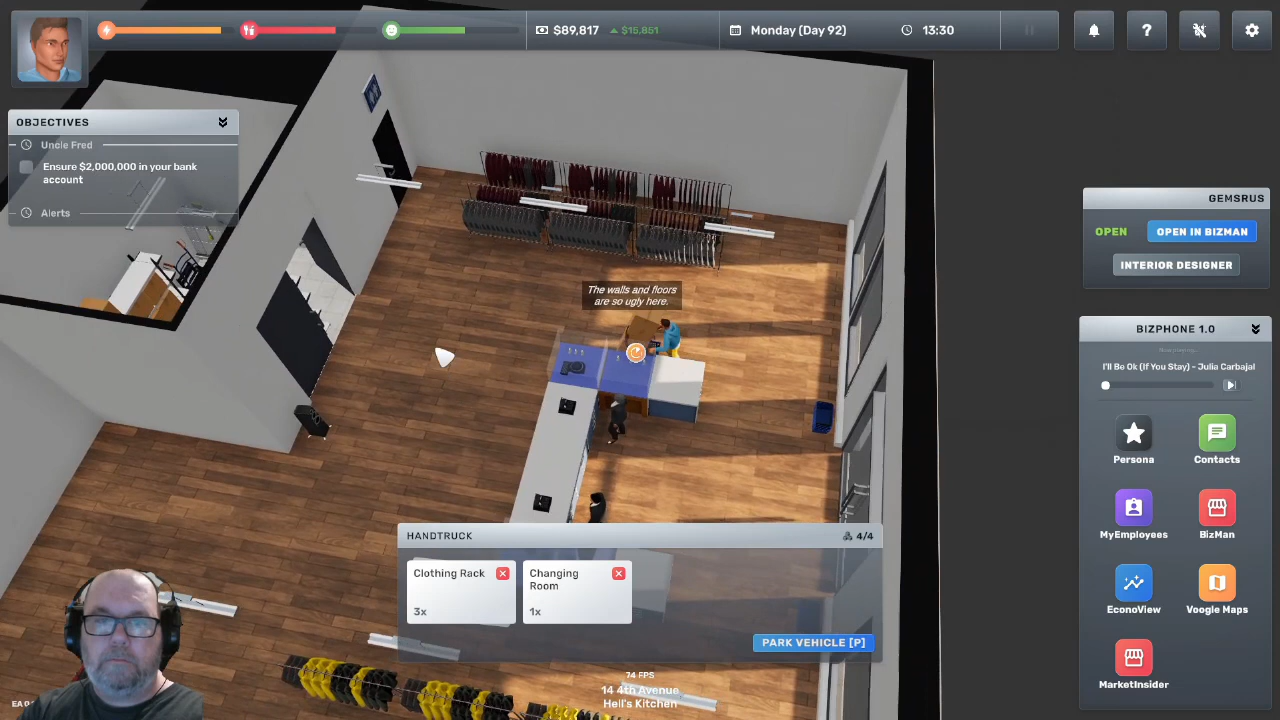 $89,817
$15,851
Monday (Day 92)
13:30
?
OBJECTIVES
Uncle Fred
Ensure $2,000,000 in your bank
account
Alerts
GEMSRUS
OPEN
OPEN IN BIZMAN
INTERIOR DESIGNER
The walls and floors
are so ugly here.
BIZPHONE 1.0
I'll Be Ok (If You Stay) - Julia Carbajal
Persona
Contacts
MyEmployees
BizMan
EconoView
Voogle Maps
MarketInsider
HANDTRUCK
4/4
Clothing Rack
3x
Changing
Room
1x
PARK VEHICLE [P]
74 FPS
14 4th Avenue
Hell's Kitchen